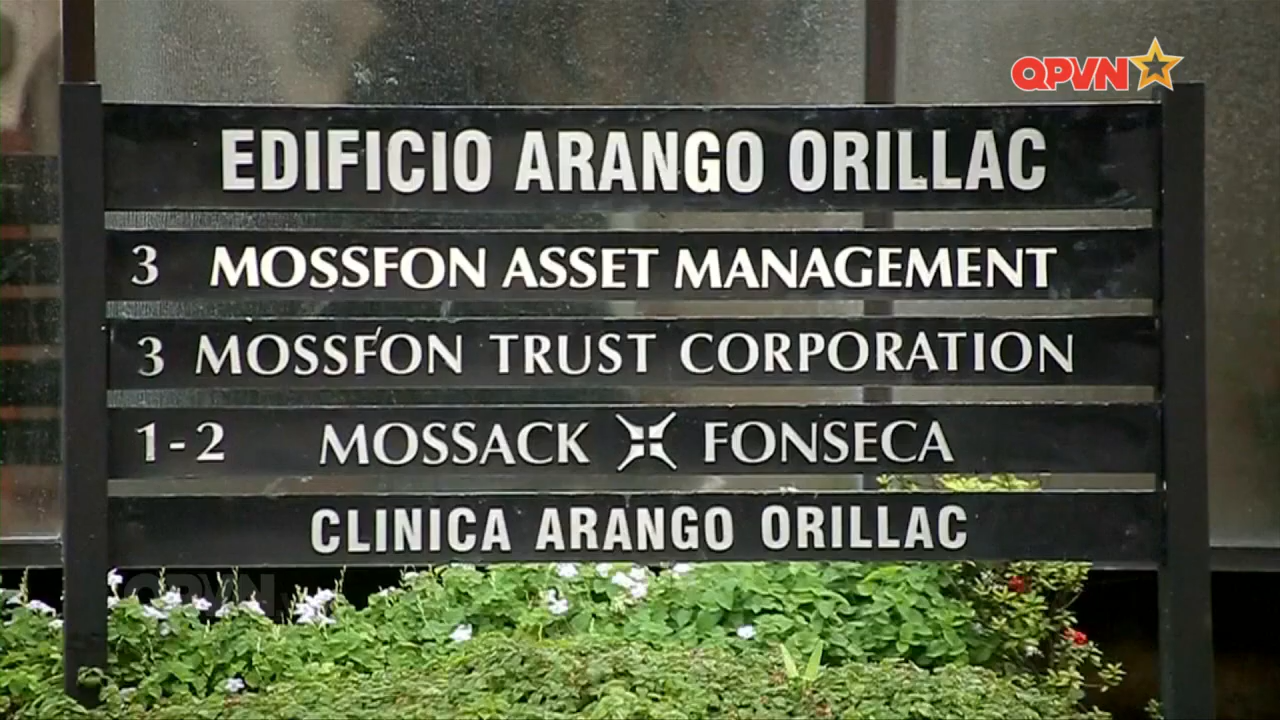 QPVN
EDIFICIO ARANGO ORILLAC
3 MOSSFON ASSET MANAGEMENT
3 MOSSFON TRUST CORPORATION
1-2 MOSSACK FONSECA
CLINICA ARANGO ORILLAC
QPVN